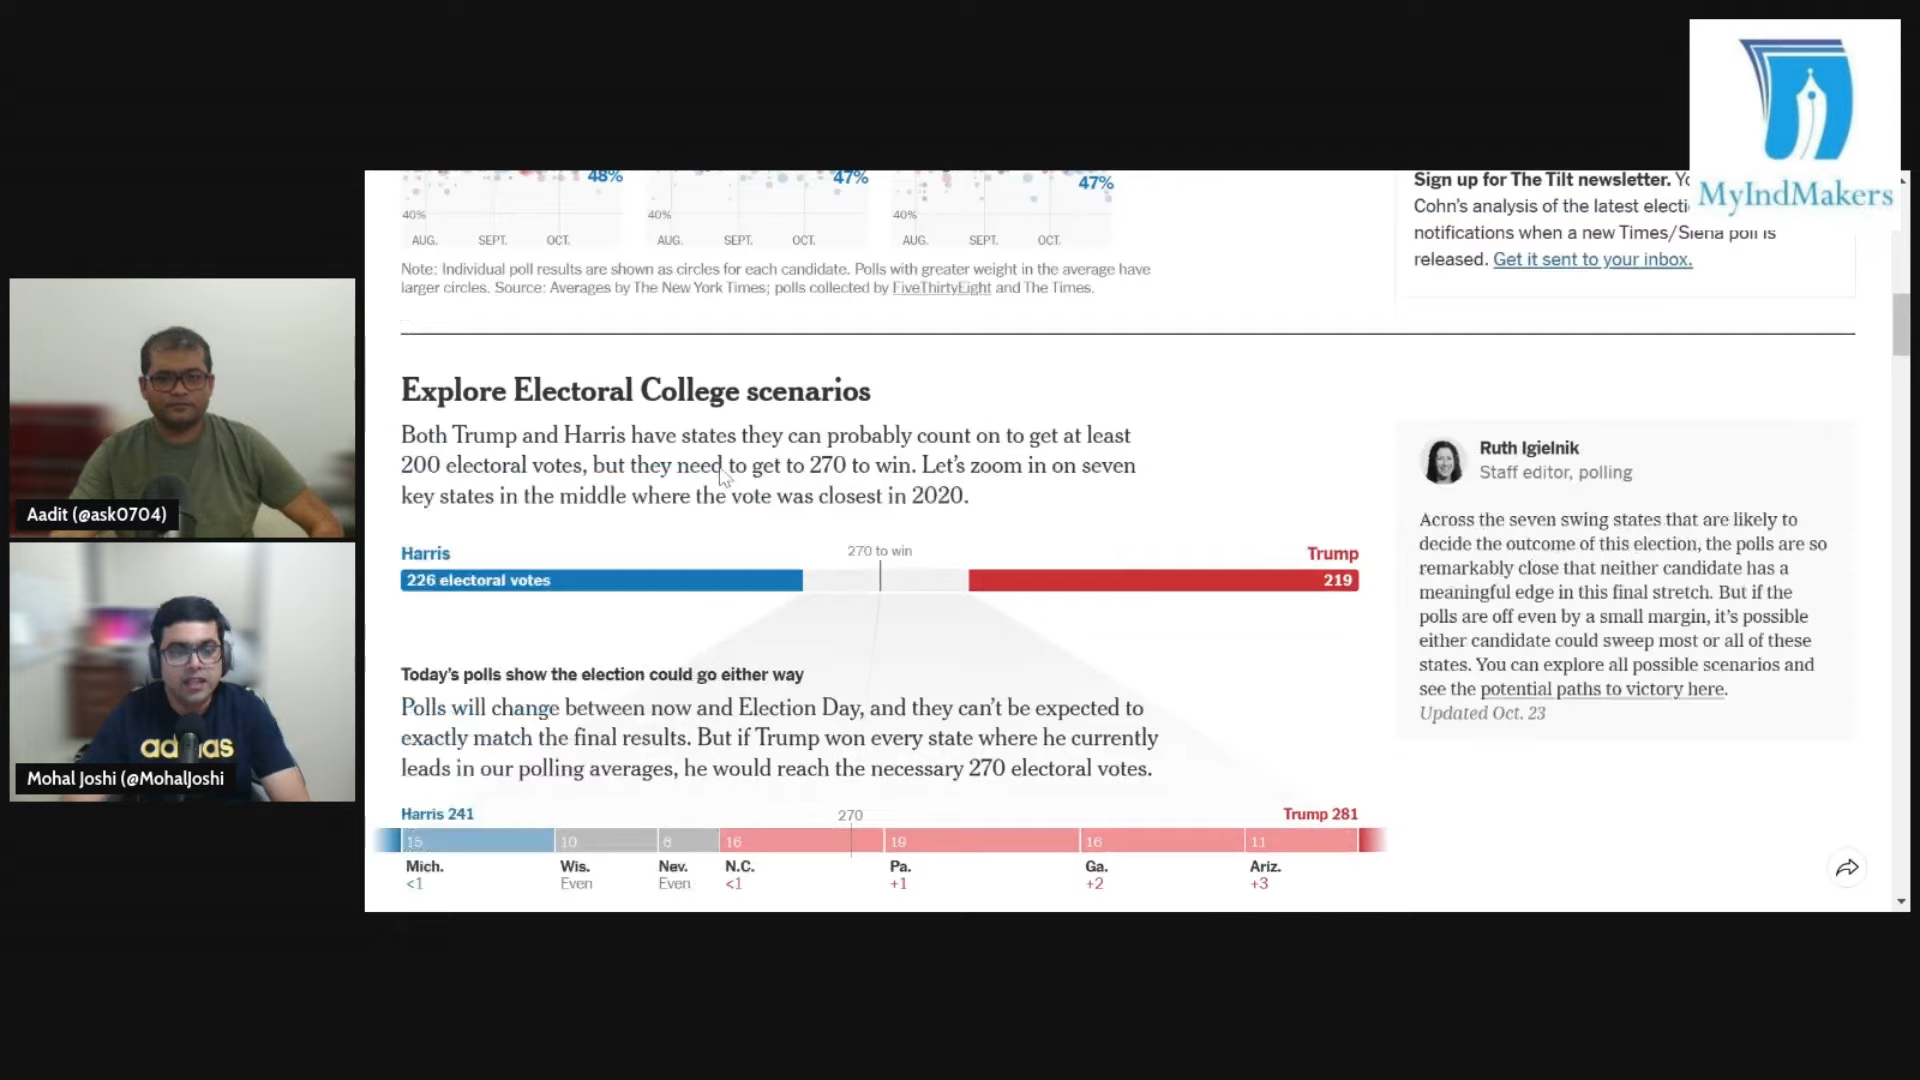 48%
47%
47%
40%
40%
40%
AUG.
SEPT.
OCT.
AUG.
SEPT.
OCT.
AUG.
SEPT.
OCT.
Note: Individual poll results are shown as circles for each candidate. Polls with greater weight in the average have
larger circles. Source: Averages by The New York Times; polls collected by FiveThirtyEight and The Times.
Sign up for The Tilt newsletter.
Cohn's analysis of the latest
notifications when a new Times/Siena poll is
released. Get it sent to your inbox.
MyIndMakers
Explore Electoral College scenarios
Both Trump and Harris have states they can probably count on to get at least
200 electoral votes, but they need to get to 270 to win. Let's zoom in on seven
key states in the middle where the vote was closest in 2020.
Harris
270 to win
Trump
226 electoral votes
219
Today's polls show the election could go either way
Polls will change between now and Election Day, and they can't be expected to
exactly match the final results. But if Trump won every state where he currently
leads in our polling averages, he would reach the necessary 270 electoral votes.
Harris 241
270
Trump 281
15
10
6
16
19
16
11
Mich.
Wis.
Nev.
N.C.
Pa.
Ga.
Ariz.
<1
Even
Even
<1
+1
+2
+3
Ruth Igielnik
Staff editor, polling
Across the seven swing states that are likely to
decide the outcome of this election, the polls are so
remarkably close that neither candidate has a
meaningful edge in this final stretch. But if the
polls are off even by a small margin, it's possible
either candidate could sweep most or all of these
states. You can explore all possible scenarios and
see the potential paths to victory here.
Updated Oct. 23
Aadit (@ask0704)
adidas
Mohal Joshi (@MohalJoshi